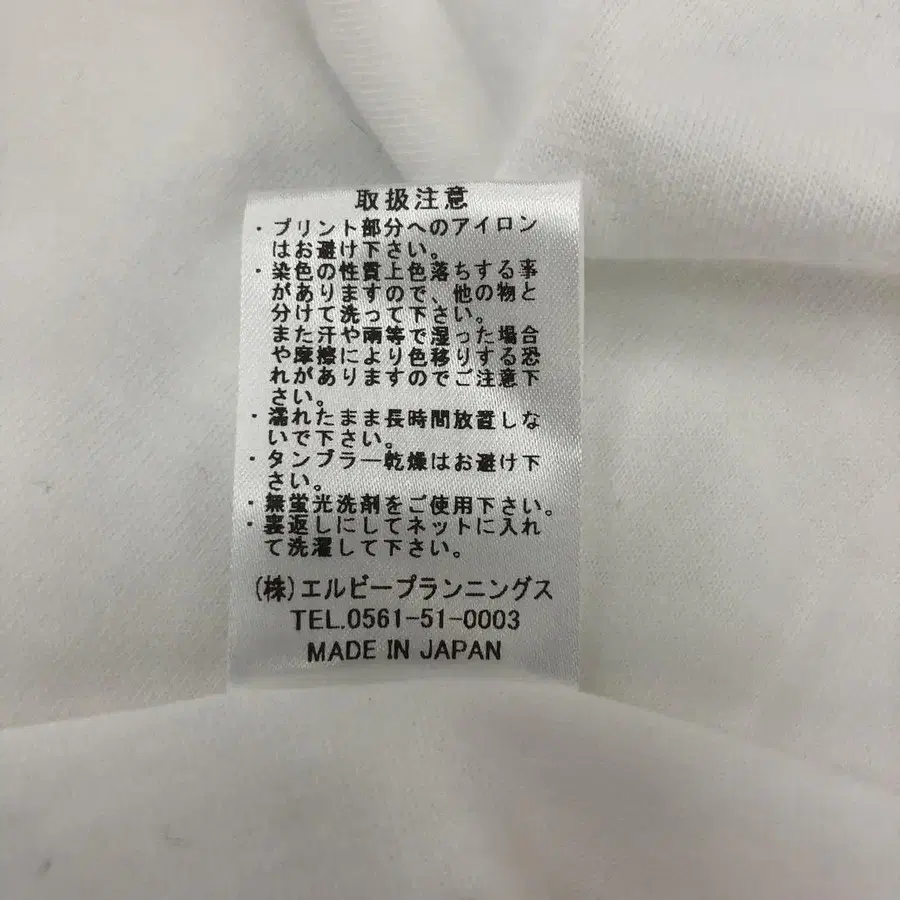 取扱注意
・プリント部分へのアイロン
はお避け下さい。
・染色の性質上色落ちする事
がありますので、他の物と
分けて洗って下さい。
また汗や雨等で湿った場合
や摩擦により色移りする恐
れがありますのでご注意下
さい。
・濡れたまま長時間放置しな
いで下さい。
・タンブラー乾燥はお避け下
さい。
・無蛍光洗剤をご使用下さい。
・裏返しにしてネットに入れ
て洗濯して下さい。
(株)エルビープランニングス
TEL.0561-51-0003
MADE IN JAPAN